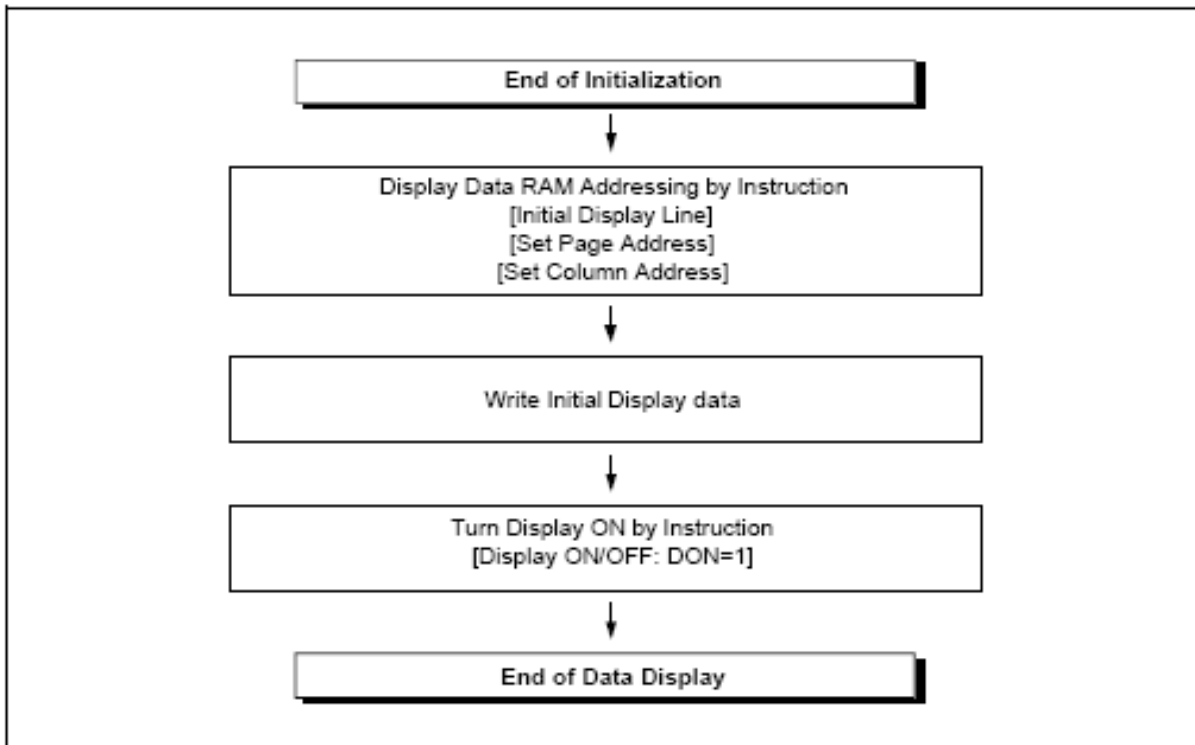 End of Initialization
Display Data RAM Addressing by Instruction
[Initial Display Line]
[Set Page Address]
[Set Column Address]
Write Initial Display data
Turn Display ON by Instruction
[Display ON/OFF: DON=1]
End of Data Display